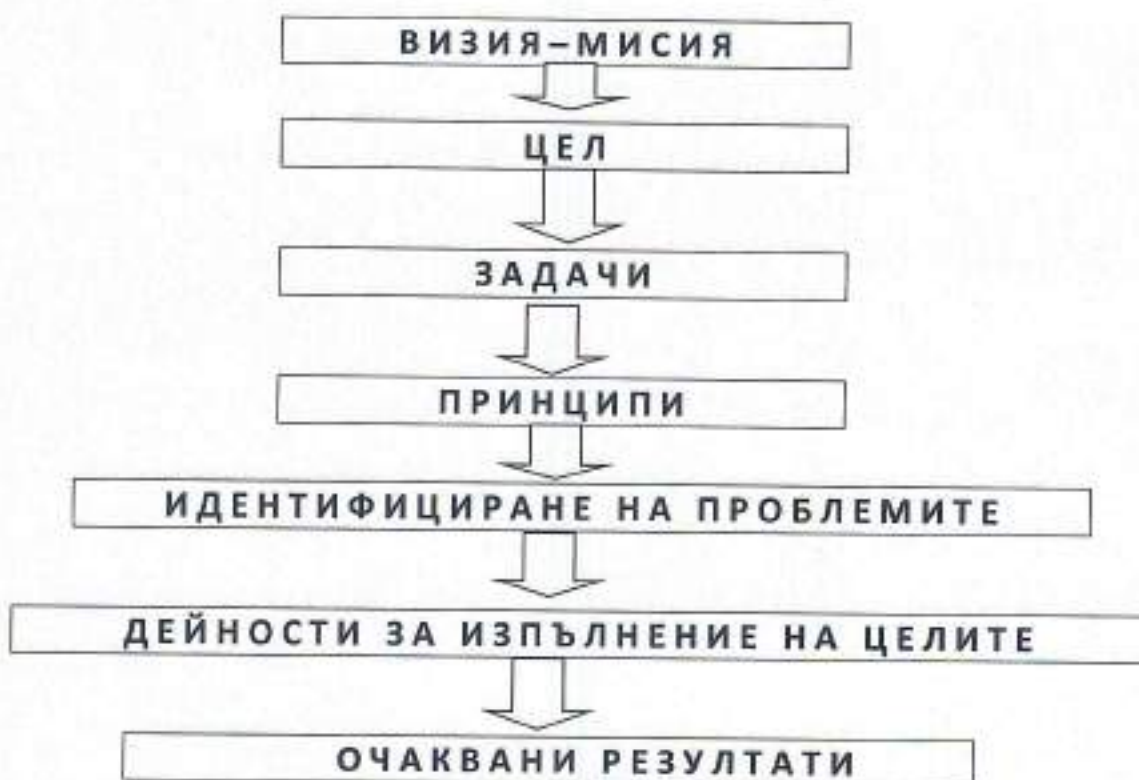 ВИЗИЯ–МИСИЯ
ЦЕЛ
ЗАДАЧИ
ПРИНЦИПИ
ИДЕНТИФИЦИРАНЕ НА ПРОБЛЕМИТЕ
ДЕЙНОСТИ ЗА ИЗПЪЛНЕНИЕ НА ЦЕЛИТЕ
ОЧАКВАНИ РЕЗУЛТАТИ